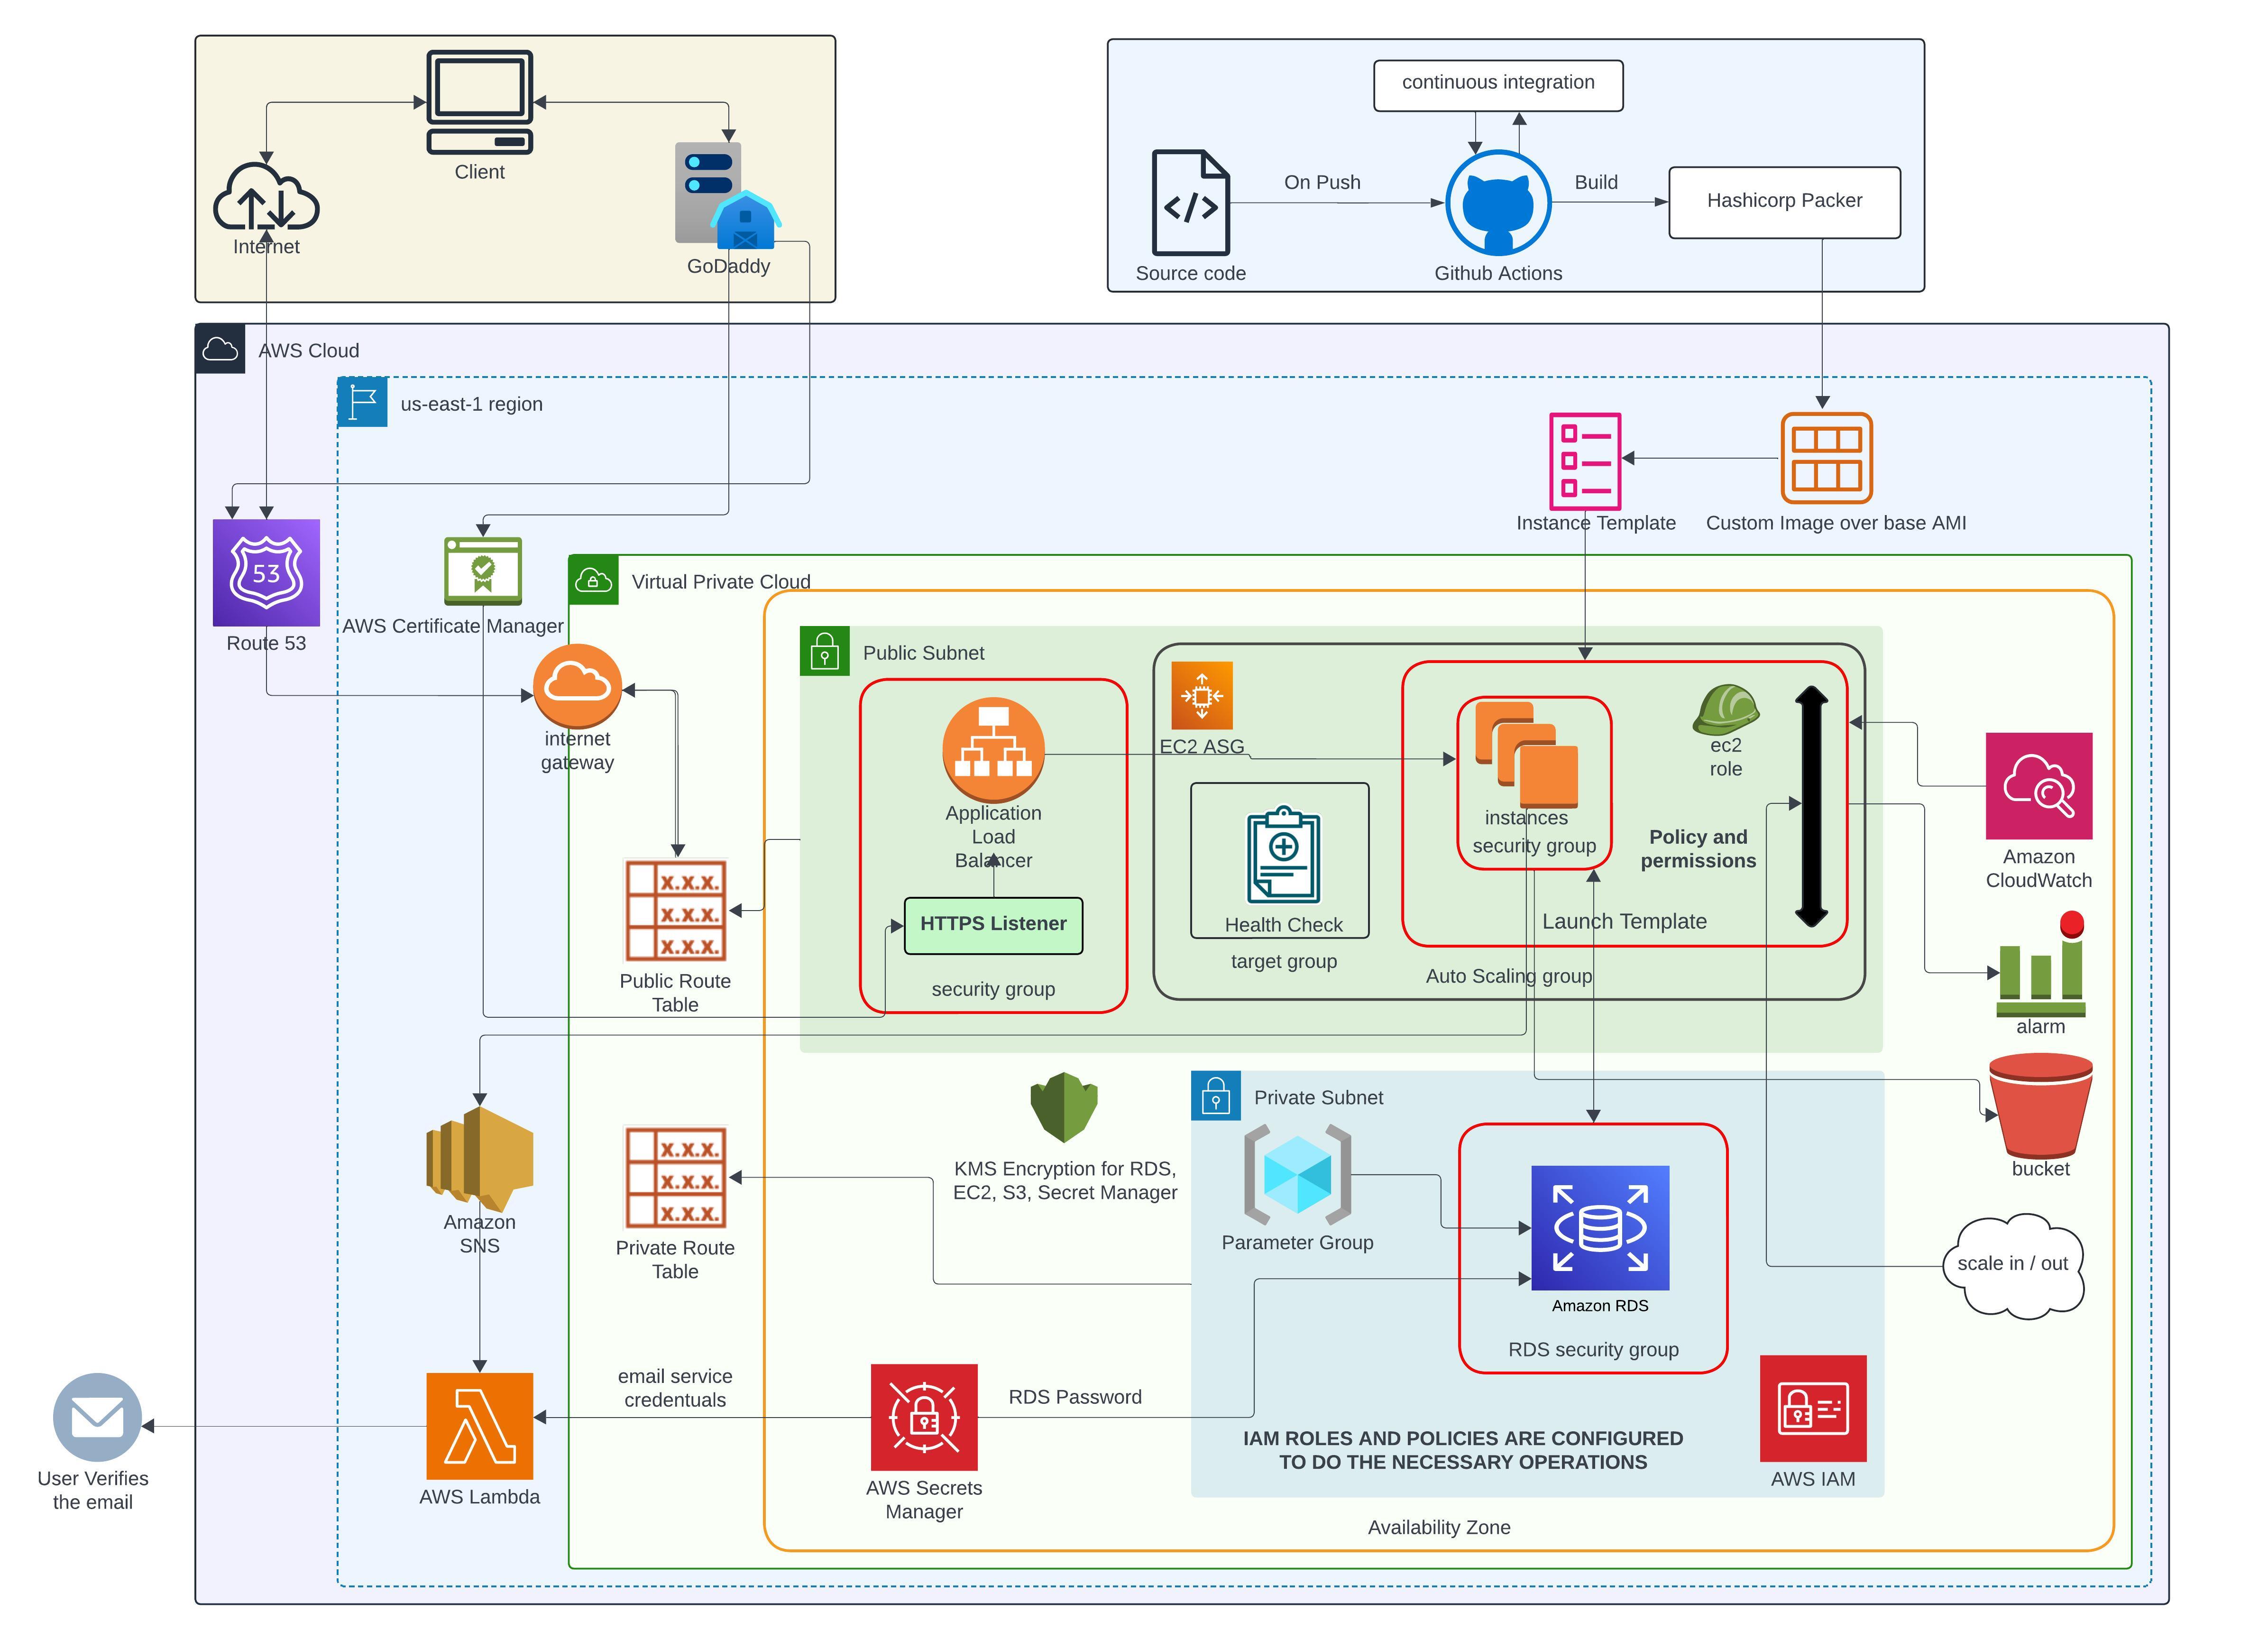 continuous integration
Client
On Push
Build
Hashicorp Packer
Internet
GoDaddy
Source code
Github Actions
AWS Cloud
us-east-1 region
53
Instance Template
Custom Image over base AMI
Virtual Private Cloud
AWS Certificate Manager
Route 53
Public Subnet
internet
gateway
EC2 ASG
ec2
role
Application
Load
Balancer
instances
security group
Policy and
permissions
Amazon
CloudWatch
x.x.x.
x.x.x.
x.x.x.
HTTPS Listener
Health Check
Launch Template
target group
Auto Scaling group
Public Route
Table
security group
alarm
Private Subnet
KMS Encryption for RDS,
EC2, S3, Secret Manager
bucket
x.x.x.
x.x.x.
x.x.x.
Amazon
SNS
Private Route
Table
Parameter Group
scale in / out
Amazon RDS
RDS security group
email service
credentuals
RDS Password
IAM ROLES AND POLICIES ARE CONFIGURED
TO DO THE NECESSARY OPERATIONS
AWS IAM
User Verifies
the email
AWS Lambda
AWS Secrets
Manager
Availability Zone